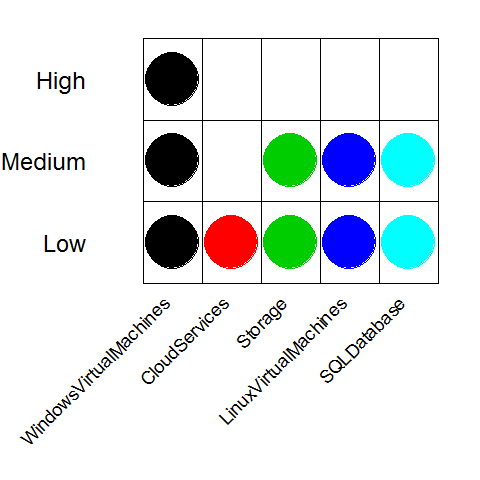 High
Medium
Low
WindowsVirtualMachines
CloudServices
Storage
LinuxVirtualMachines
SQLDatabase